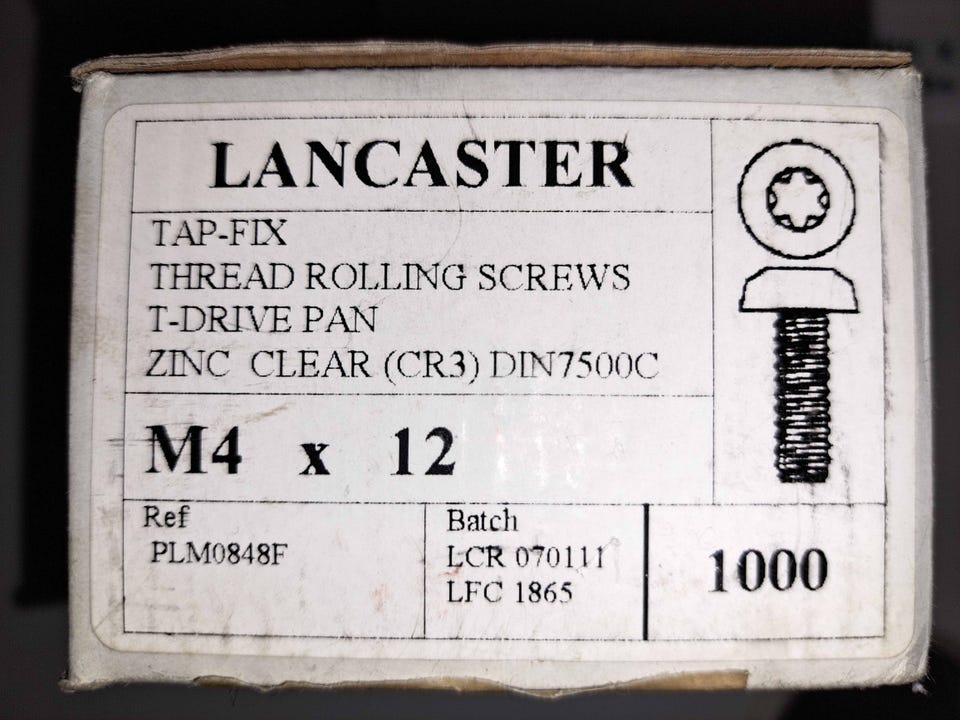 LANCASTER
TAP-FIX
THREAD ROLLING SCREWS
T-DRIVE PAN
ZINC CLEAR (CR3) DIN7500C
M4 x 12
Ref
PLM0848F
Batch
LCR 070111
LFC 1865
1000